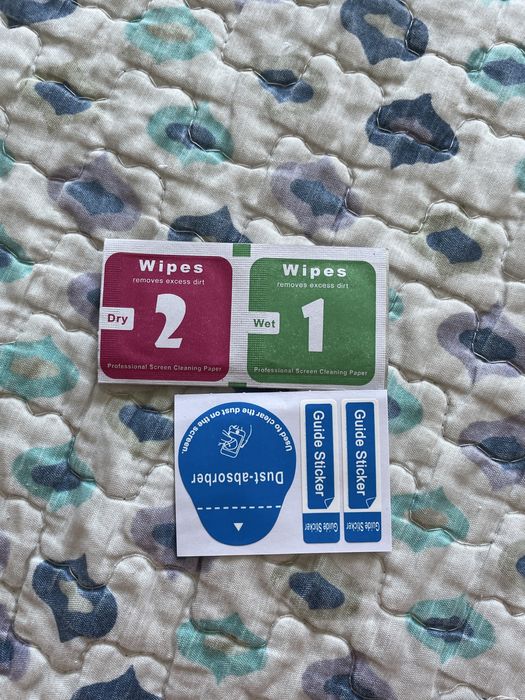 Wipes
removes excess dirt
Dry
2
Professional Screen Cleaning Paper
Wipes
removes excess dirt
Wet
1
Professional Screen Cleaning Paper
Used to clear the dust on the screen.
Dust-absorber
Guide Sticker
Guide Sticker
Guide Sticker
Guide Sticker